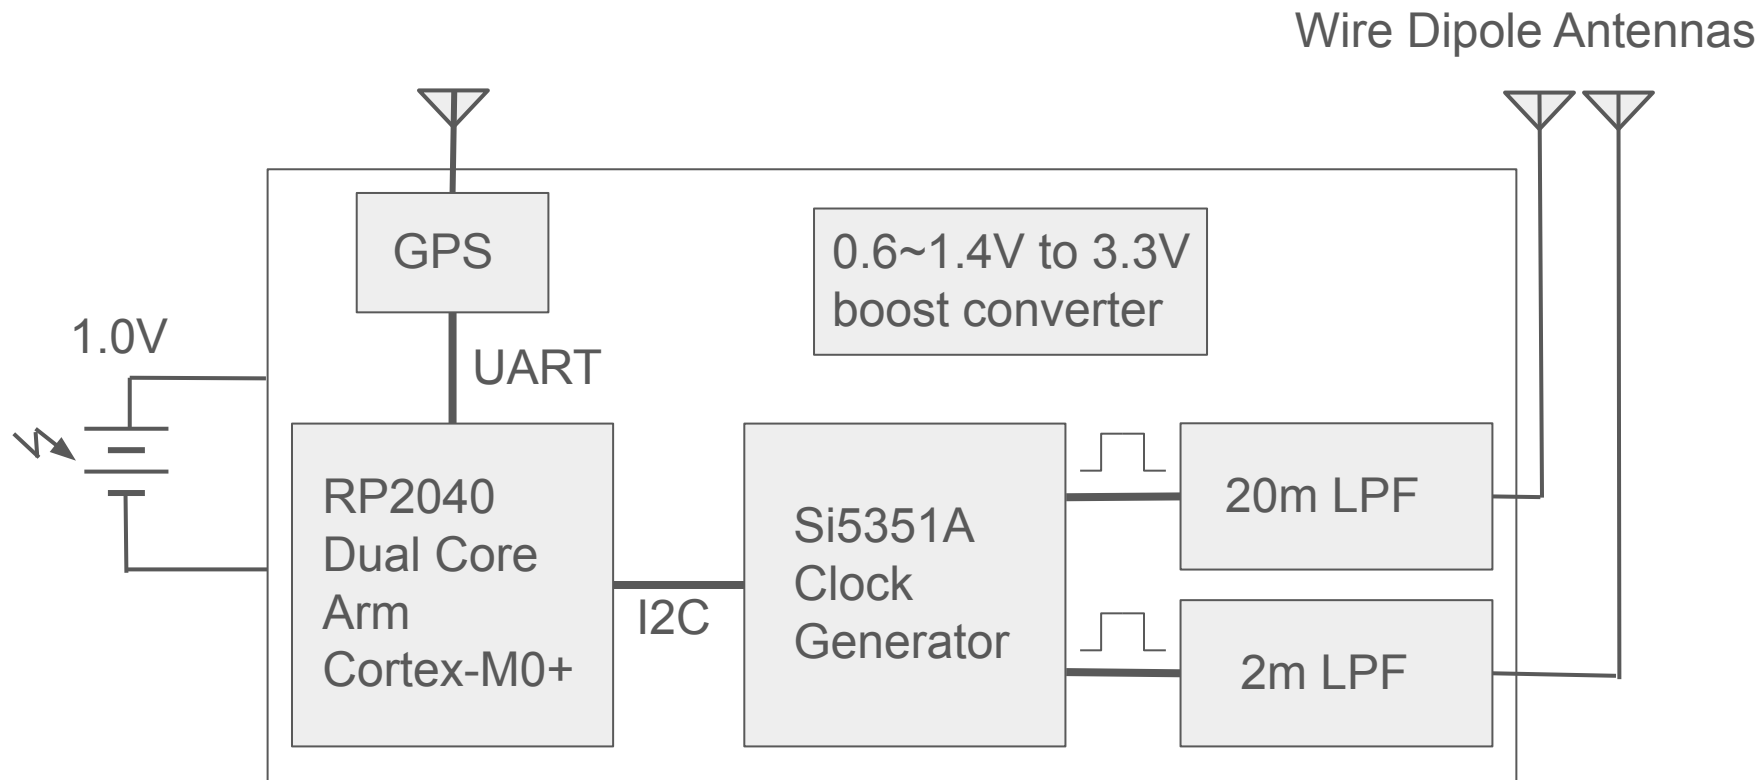 Wire Dipole Antennas
GPS
0.6~1.4V to 3.3V
boost converter
1.0V
UART
RP2040
Dual Core
Arm
Cortex-M0+
I2C
Si5351A
Clock
Generator
20m LPF
2m LPF